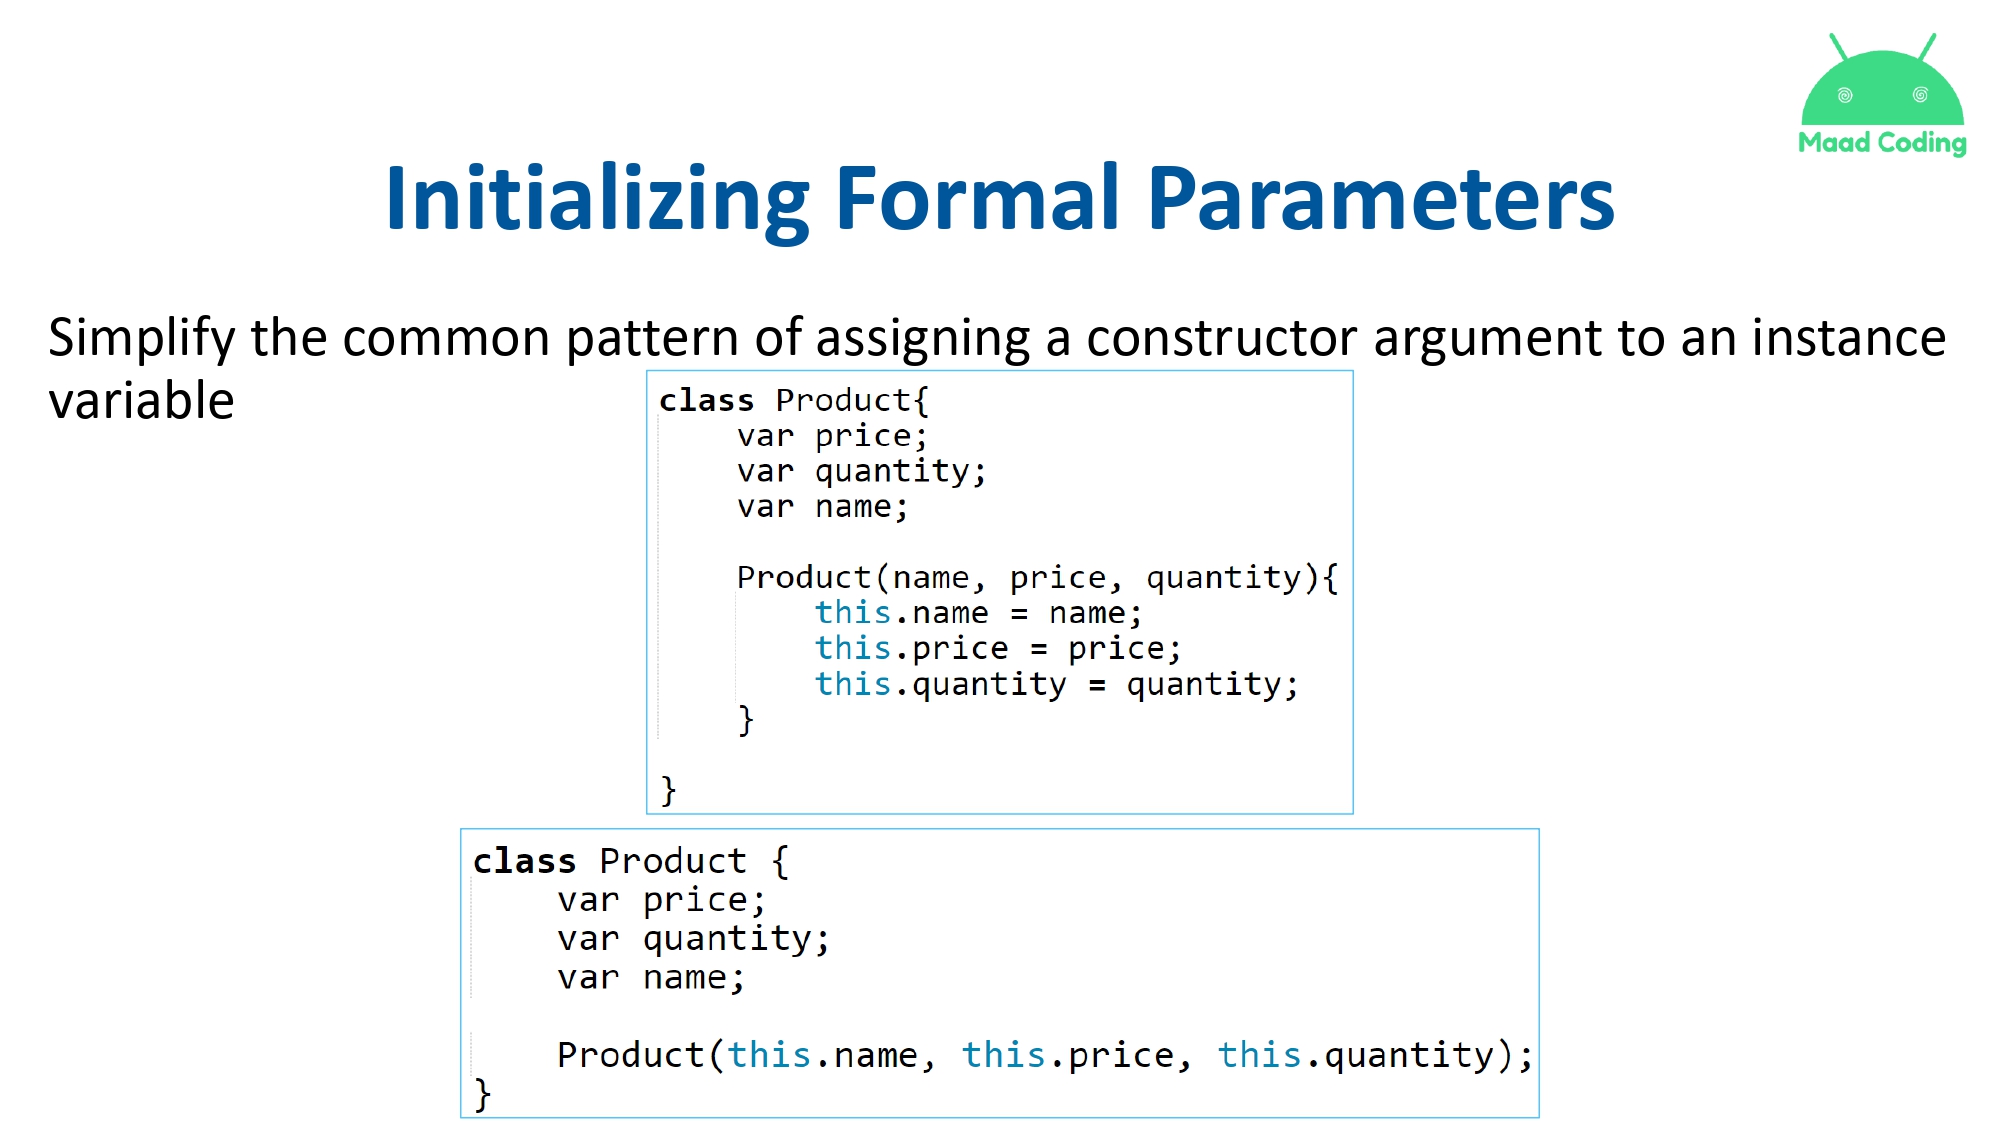 Maad Coding
Initializing Formal Parameters
Simplify the common pattern of assigning a constructor argument to an instance
variable
class Product{
    var price;
    var quantity;
    var name;

    Product(name, price, quantity){
        this.name = name;
        this.price = price;
        this.quantity = quantity;
    }

}
class Product {
    var price;
    var quantity;
    var name;

    Product(this.name, this.price, this.quantity);
}